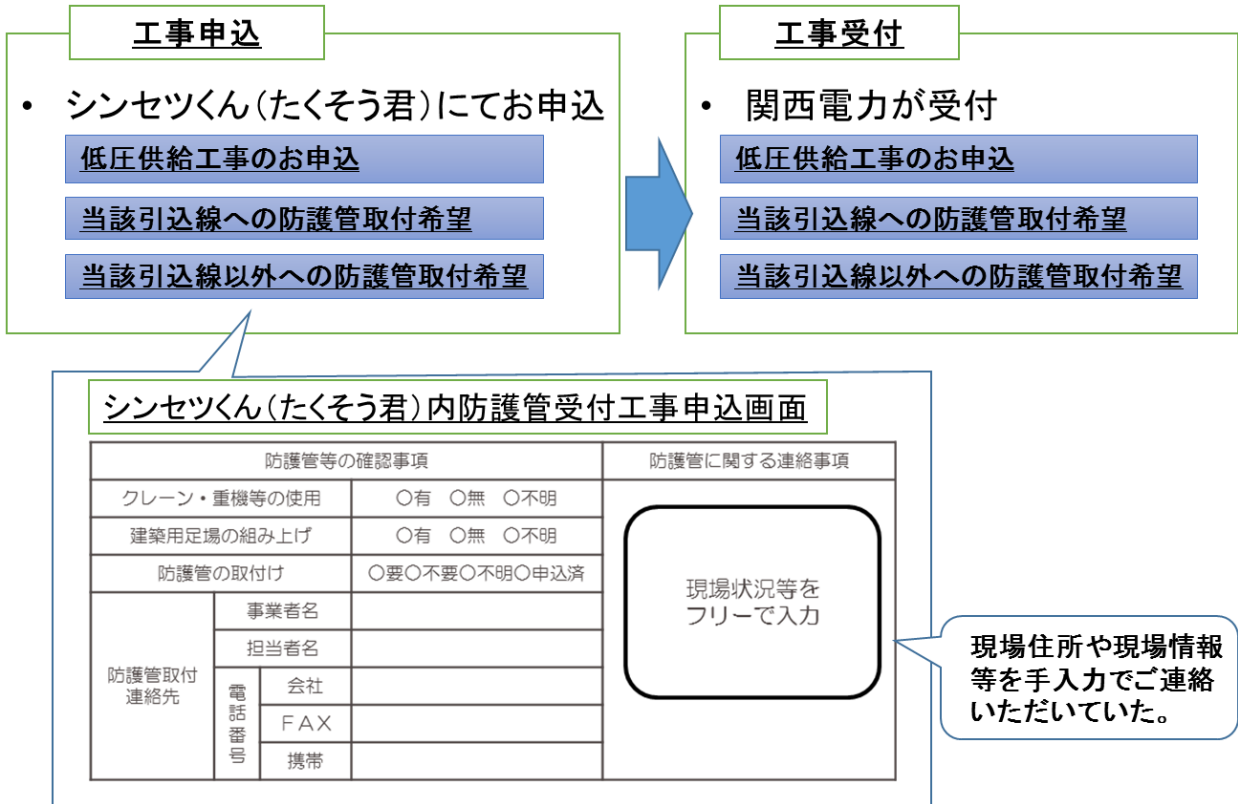 工事申込
• シンセツくん(たくそう君)にてお申込
低圧供給工事のお申込
当該引込線への防護管取付希望
当該引込線以外への防護管取付希望
工事受付
• 関西電力が受付
低圧供給工事のお申込
当該引込線への防護管取付希望
当該引込線以外への防護管取付希望
シンセツくん(たくそう君)内防護管受付工事申込画面
防護管等の確認事項
防護管に関する連絡事項
クレーン・重機等の使用
○有 ○無 ○不明
建築用足場の組み上げ
○有 ○無 ○不明
防護管の取付け
○要○不要○不明○申込済
防護管取付
連絡先
事業者名
担当者名
電話番号
会社
FAX
携帯
現場状況等を
フリーで入力
現場住所や現場情報
等を手入力でご連絡
いただいていた。